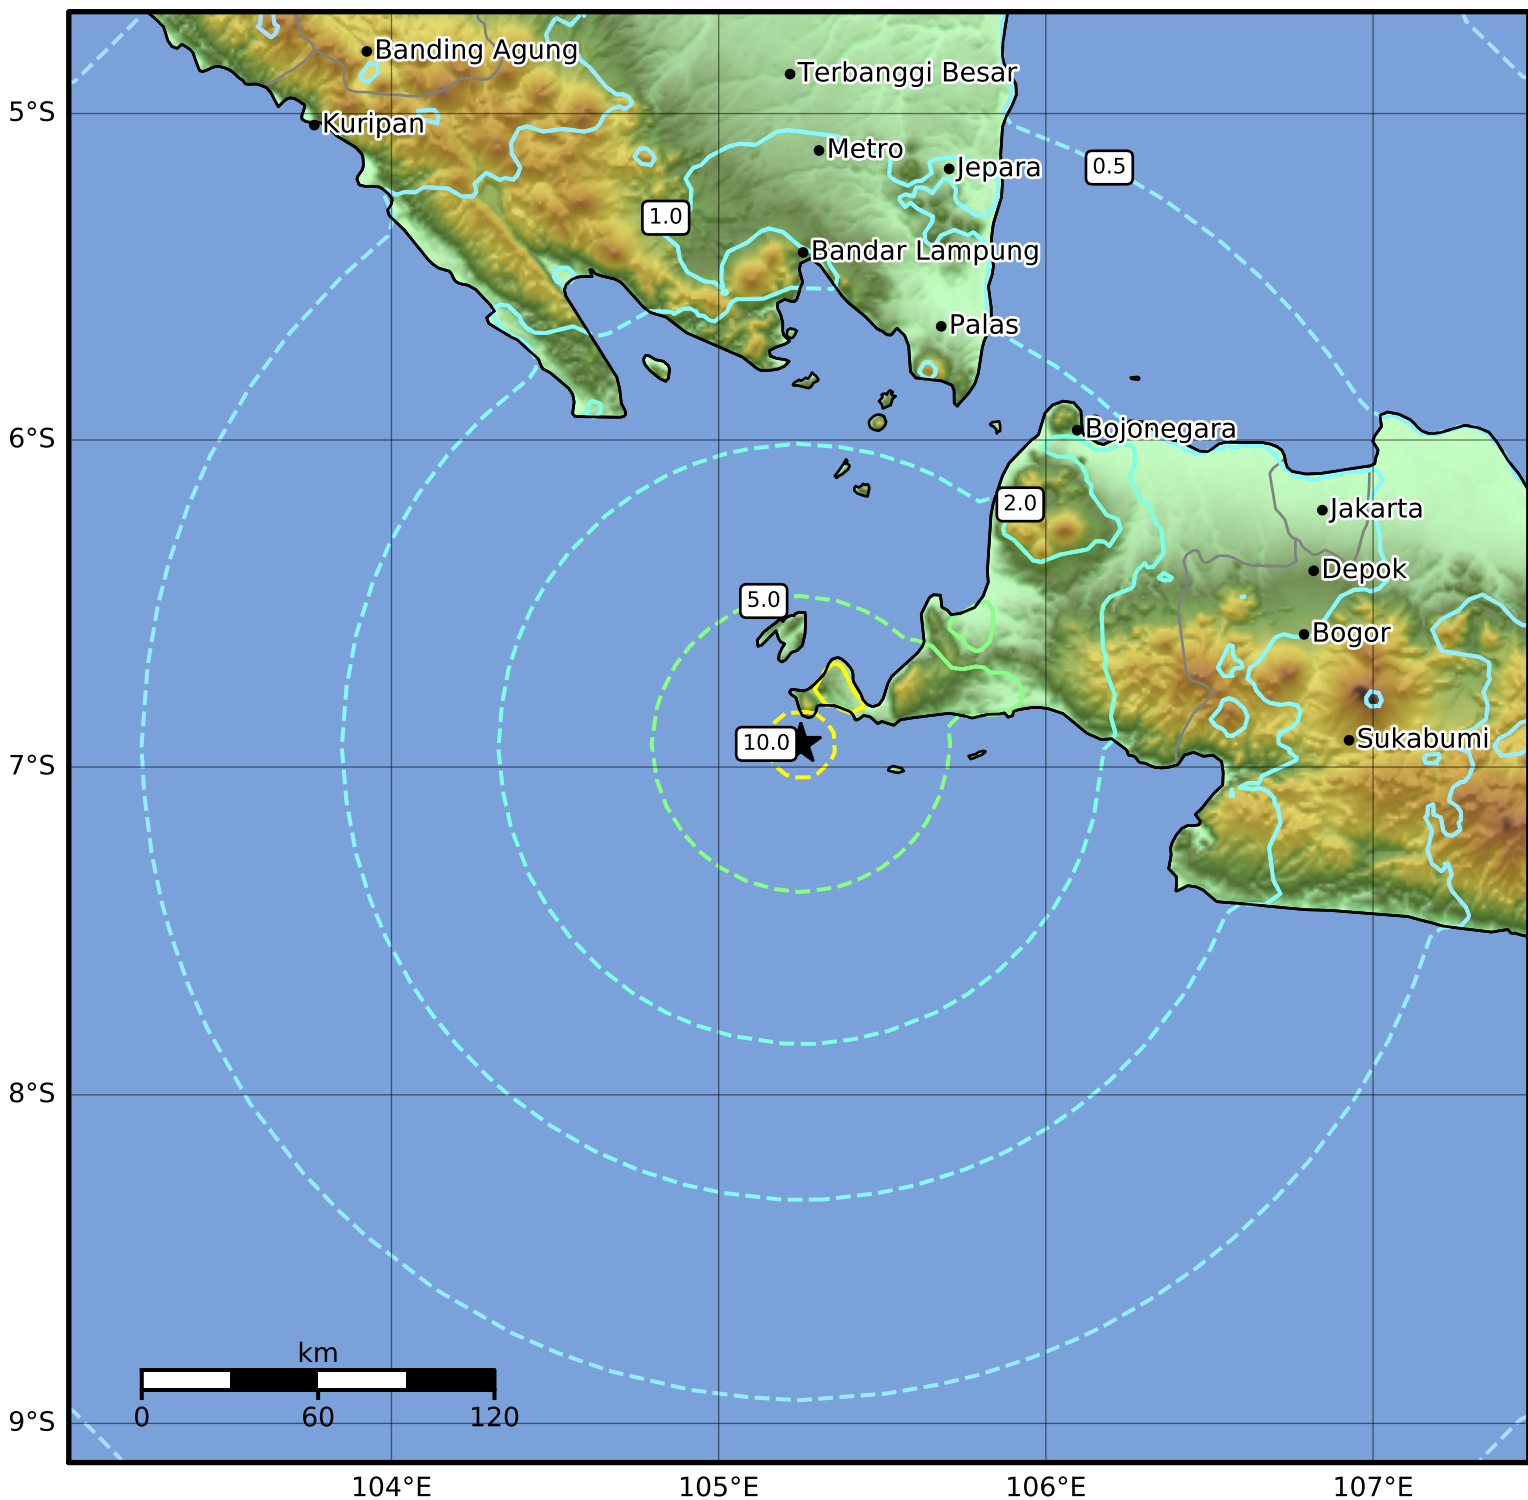 Banding Agung
Terbanggi Besar
5°S
Kuripan
Metro
Jepara
0.5
1.0
Bandar Lampung
Palas
6°S
Bojonegara
2.0
Jakarta
Depok
5.0
Bogor
10.0
Sukabumi
7°S
8°S
km
0 60 120
9°S
104°E 105°E 106°E 107°E